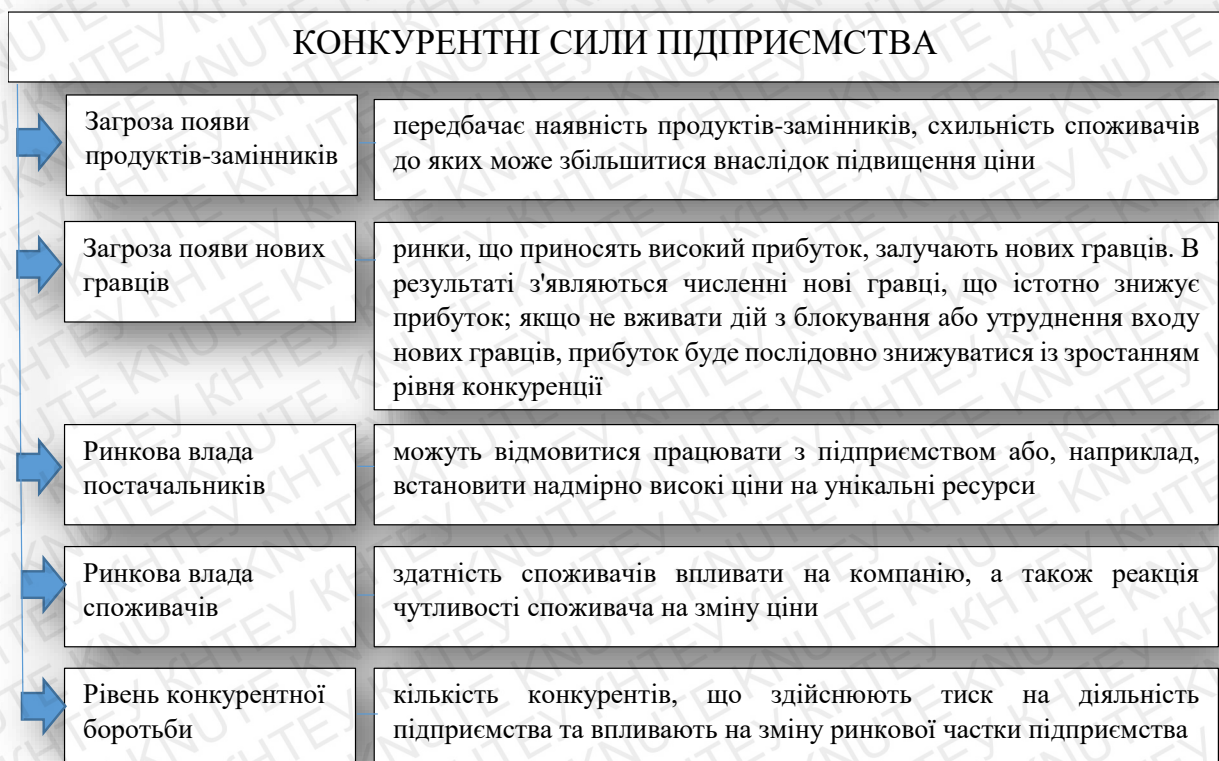 КОНКУРЕНТНІ СИЛИ ПІДПРИЄМСТВА
Загроза появи
продуктів-замінників
передбачає наявність продуктів-замінників, схильність споживачів
до яких може збільшитися внаслідок підвищення ціни
Загроза появи нових
гравців
ринки, що приносять високий прибуток, залучають нових гравців. В
результаті з'являються численні нові гравці, що істотно знижує
прибуток; якщо не вживати дій з блокування або утруднення входу
нових гравців, прибуток буде послідовно знижуватися із зростанням
рівня конкуренції
Ринкова влада
постачальників
можуть відмовитися працювати з підприємством або, наприклад,
встановити надмірно високі ціни на унікальні ресурси
Ринкова влада
споживачів
здатність споживачів впливати на компанію, а також реакція
чутливості споживача на зміну ціни
Рівень конкурентної
боротьби
кількість конкурентів, що здійснюють тиск на діяльність
підприємства та впливають на зміну ринкової частки підприємства